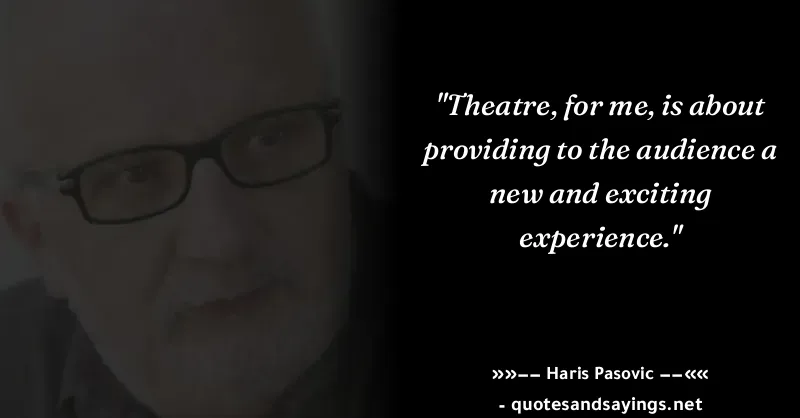 "Theatre, for me, is about
providing to the audience a
new and exciting
experience."
»»−− Haris Pasovic −−««
- quotesandsayings.net